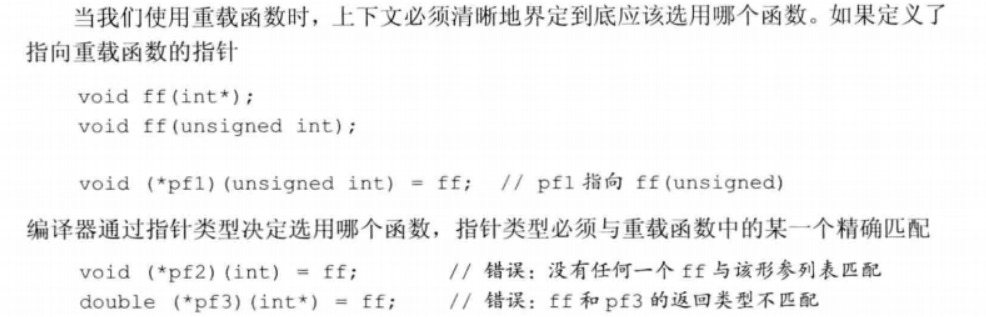 当我们使用重载函数时，上下文必须清晰地界定到底应该选用哪个函数。如果定义了
指向重载函数的指针
void ff(int*);
void ff(unsigned int);
void (*pf1)(unsigned int) = ff; // pf1 指向 ff(unsigned)
编译器通过指针类型决定选用哪个函数，指针类型必须与重载函数中的某一个精确匹配
void (*pf2)(int) = ff; // 错误：没有任何一个 ff 与该形参列表匹配
double (*pf3)(int*) = ff; // 错误：ff 和 pf3 的返回类型不匹配